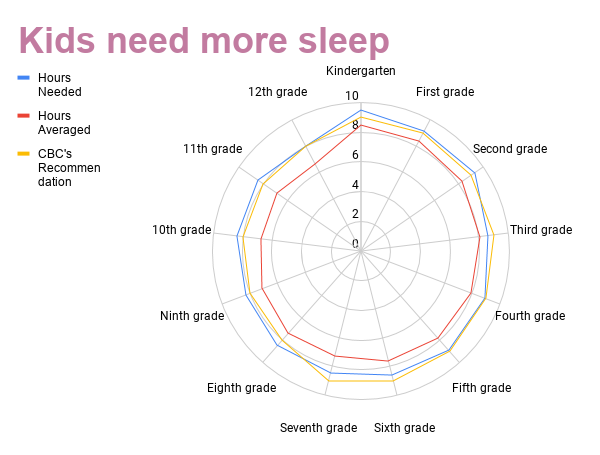 Kids need more sleep
Hours
Needed
Hours
Averaged
CBC's
Recommen
dation
Kindergarten
12th grade
First grade
10
11th grade
8
Second grade
6
4
2
10th grade
Third grade
0
Ninth grade
Fourth grade
Eighth grade
Fifth grade
Seventh grade
Sixth grade